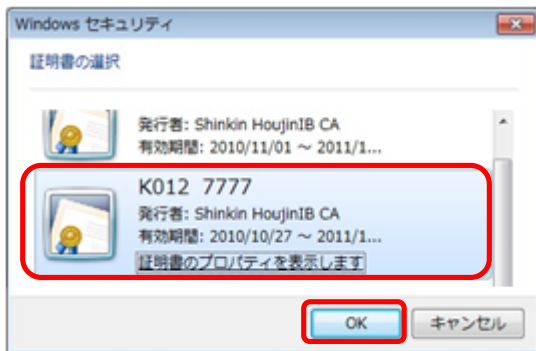 Windows セキュリティ
証明書の選択
発行者: Shinkin HoujinIB CA
有効期間: 2010/11/01 ～ 2011/1...
K012 7777
発行者: Shinkin HoujinIB CA
有効期間: 2010/10/27 ～ 2011/1...
証明書のプロパティを表示します
OK
キャンセル